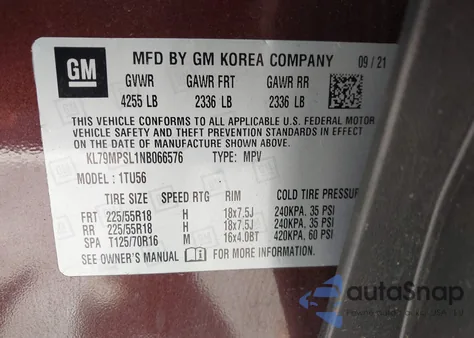 GM
MFD BY GM KOREA COMPANY 09/21
GVWR GAWR FRT GAWR RR
4255 LB 2336 LB 2336 LB
THIS VEHICLE CONFORMS TO ALL APPLICABLE U.S. FEDERAL MOTOR
VEHICLE SAFETY AND THEFT PREVENTION STANDARDS IN
EFFECT ON THE DATE OF MANUFACTURE SHOWN ABOVE.
KL79MPSL1NB066576 TYPE: MPV
MODEL: 1TU56
TIRE SIZE SPEED RTG RIM COLD TIRE PRESSUR
FRT 225/55R18 H 18x7.5J 240KPA, 35 PSI
RR 225/55R18 H 18x7.5J 240KPA, 35 PSI
SPA T125/70R16 M 16x4.0BT 420KPA, 60 PSI
SEE OWNER'S MANUAL FOR MORE INFORMATION.
autoSnap